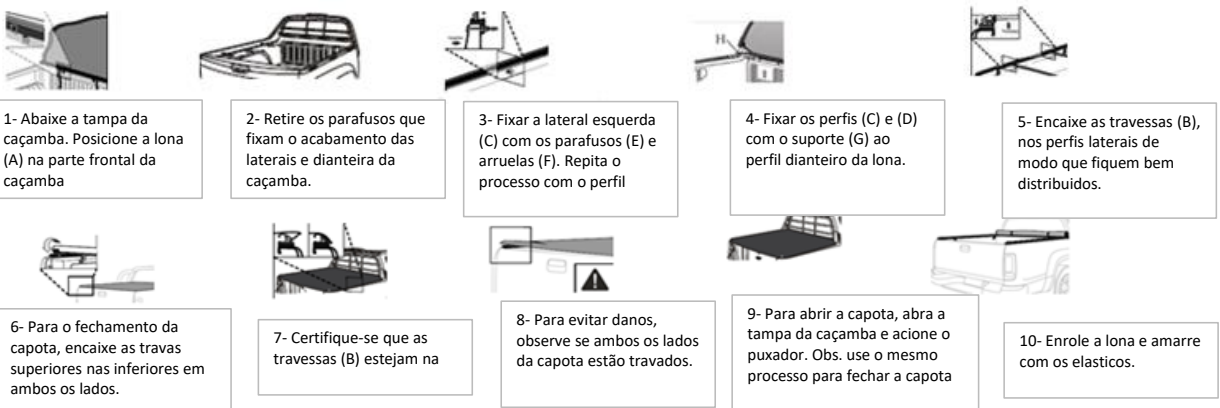 1- Abaixe a tampa da
caçamba. Posicione a lona
(A) na parte frontal da
caçamba
2- Retire os parafusos que
fixam o acabamento das
laterais e dianteira da
caçamba.
3- Fixar a lateral esquerda
(C) com os parafusos (E) e
arruelas (F). Repita o
processo com o perfil
H
4- Fixar os perfis (C) e (D)
com o suporte (G) ao
perfil dianteiro da lona.
5- Encaixe as travessas (B),
nos perfis laterais de
modo que fiquem bem
distribuidos.
6- Para o fechamento da
capota, encaixe as travas
superiores nas inferiores em
ambos os lados.
7- Certifique-se que as
travessas (B) estejam na
8- Para evitar danos,
observe se ambos os lados
da capota estão travados.
9- Para abrir a capota, abra a
tampa da caçamba e acione o
puxador. Obs. use o mesmo
processo para fechar a capota
10- Enrole a lona e amarre
com os elasticos.